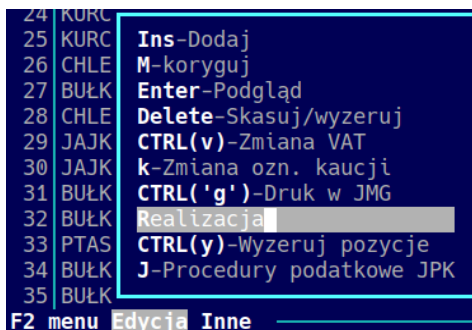 24 KURC
25 KURC Ins-Dodaj
26 CHLE M-koryguj
27 BUŁK Enter-Podgląd
28 CHLE Delete-Skasuj/wyzeruj
29 JAJK CTRL(v)-Zmiana VAT
30 JAJK k-Zmiana ozn. kaucji
31 BUŁK CTRL('g')-Druk w JMG
32 BUŁK Realizacja
33 PTAS CTRL(y)-Wyzeruj pozycje
34 BUŁK J-Procedury podatkowe JPK
35 BUŁK
F2 menu Edycja Inne